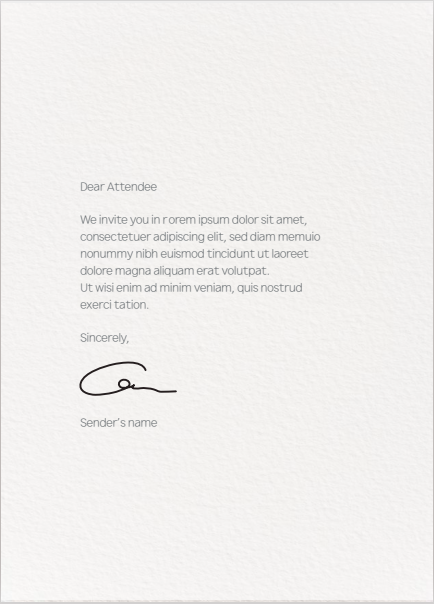 Dear Attendee
We invite you in r orem ipsum dolor sit amet,
consectetuer adipiscing elit, sed diam memuio
nonummy nibh euismod tincidunt ut laoreet
dolore magna aliquam erat volutpat.
Ut wisi enim ad minim veniam, quis nostrud
exerci tation.
Sincerely,
Sender's name